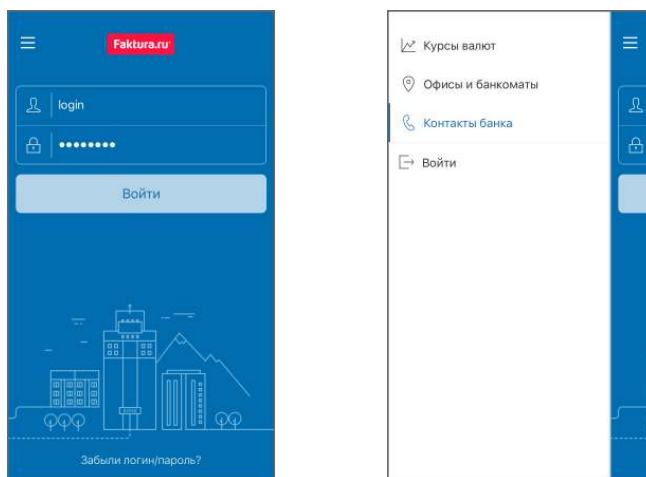 Faktura.ru
login
••••••••
Войти
Забыли логин/пароль?
Курсы валют
Офисы и банкоматы
Контакты банка
Войти